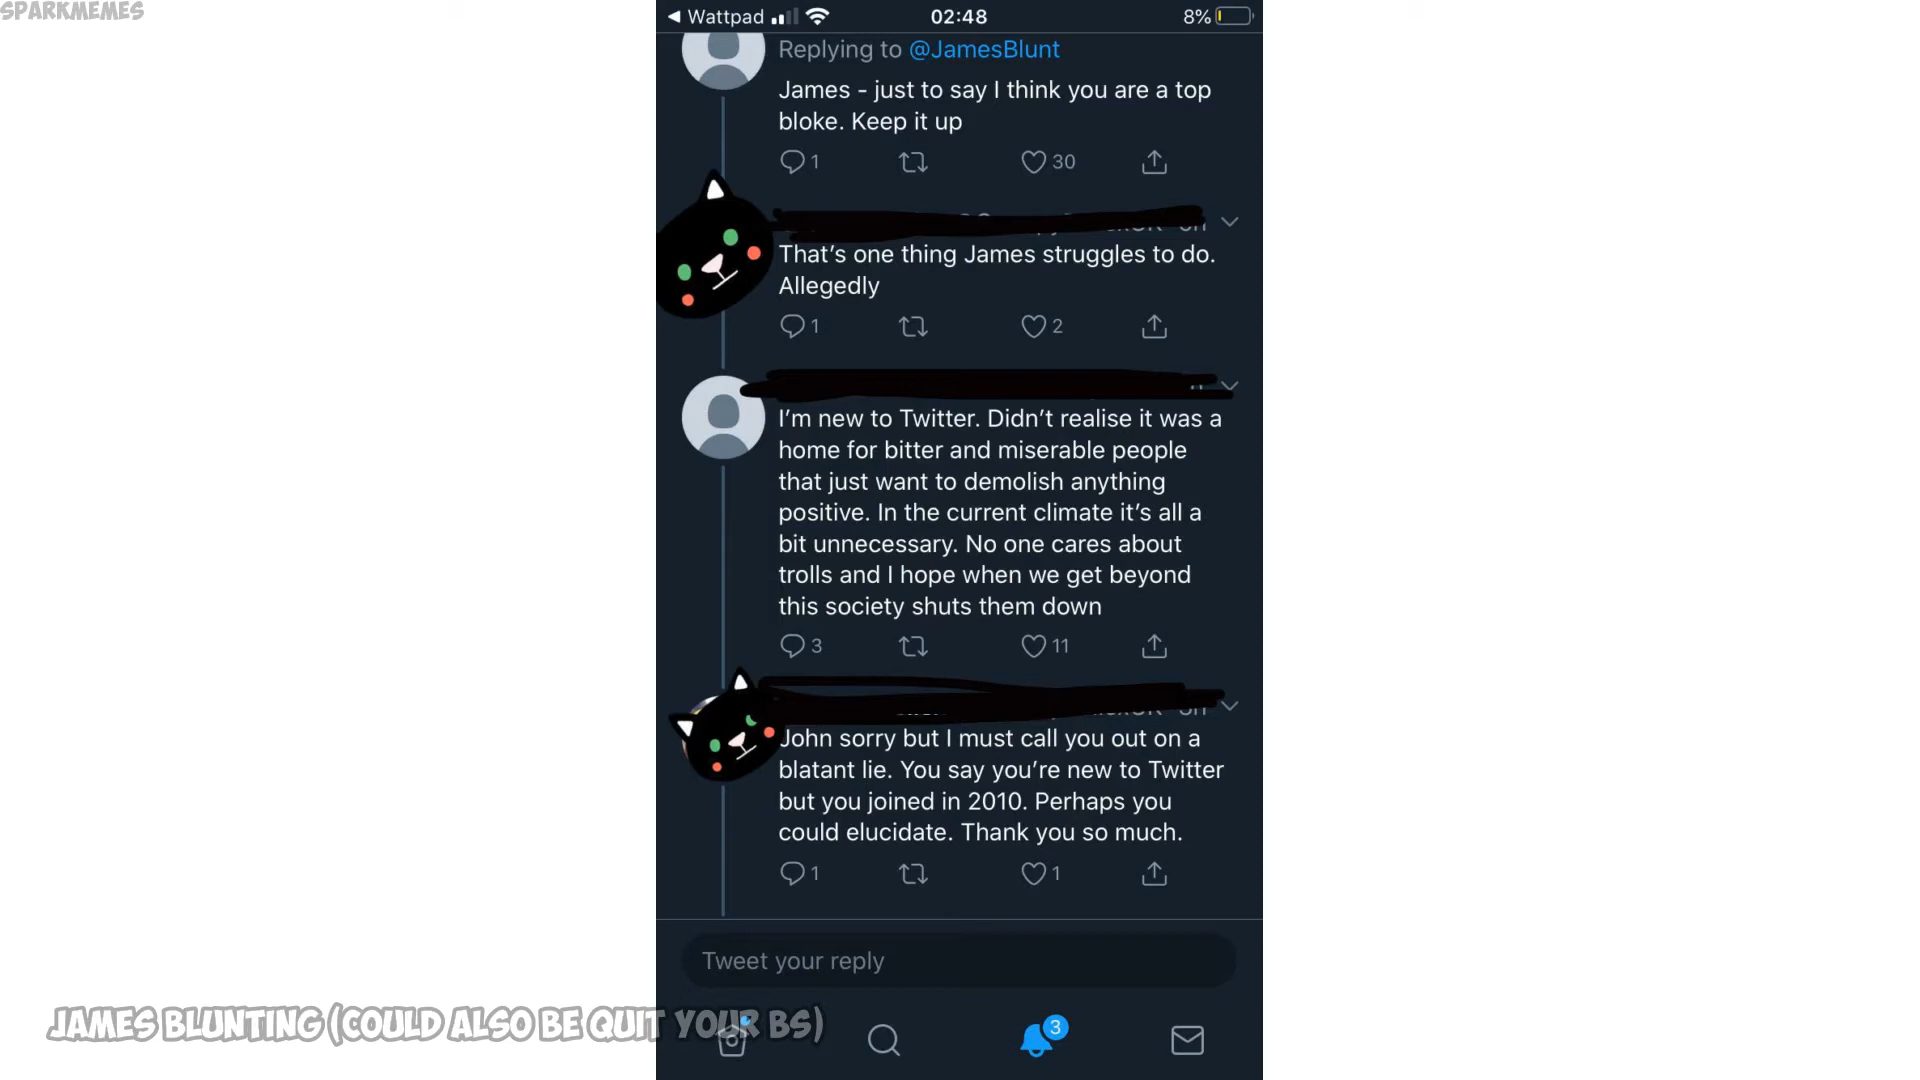 SPARKMEMES
Wattpad 02:48 8%
Replying to @JamesBlunt
James - just to say I think you are a top
bloke. Keep it up
1 30
That's one thing James struggles to do.
Allegedly
1 2
I'm new to Twitter. Didn't realise it was a
home for bitter and miserable people
that just want to demolish anything
positive. In the current climate it's all a
bit unnecessary. No one cares about
trolls and I hope when we get beyond
this society shuts them down
3 11
John sorry but I must call you out on a
blatant lie. You say you're new to Twitter
but you joined in 2010. Perhaps you
could elucidate. Thank you so much.
1 1
Tweet your reply
JAMES BLUNTING (COULD ALSO BE QUIT YOUR BS)
3